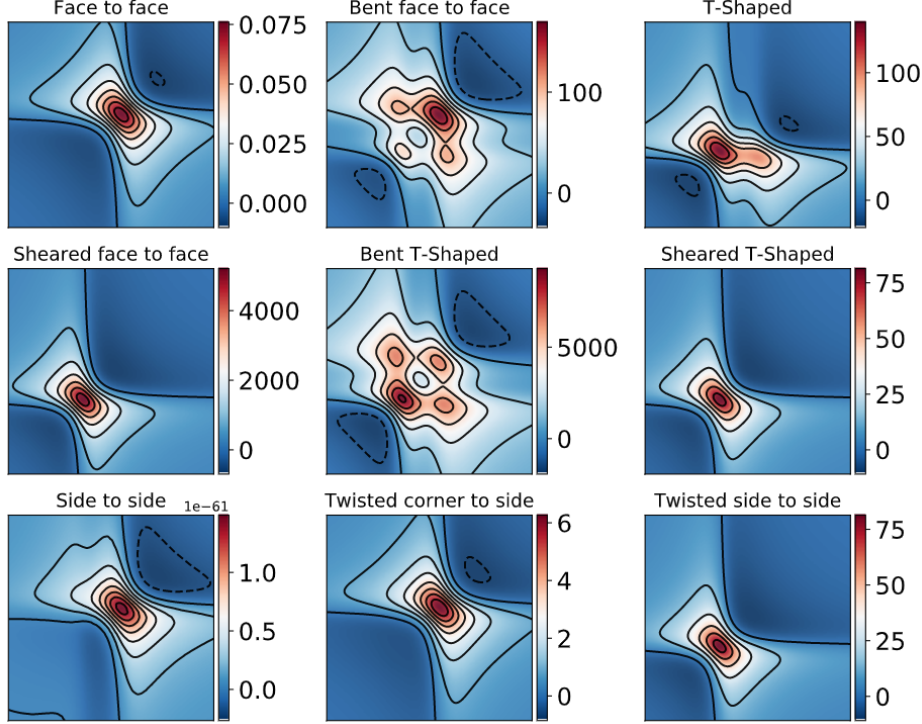 Face to face
0.075
0.050
0.025
0.000
Bent face to face
100
0
T-Shaped
100
50
0
Sheared face to face
4000
2000
0
Bent T-Shaped
5000
0
Sheared T-Shaped
75
50
25
0
Side to side
1e−61
1.0
0.5
0.0
Twisted corner to side
6
4
2
0
Twisted side to side
75
50
25
0